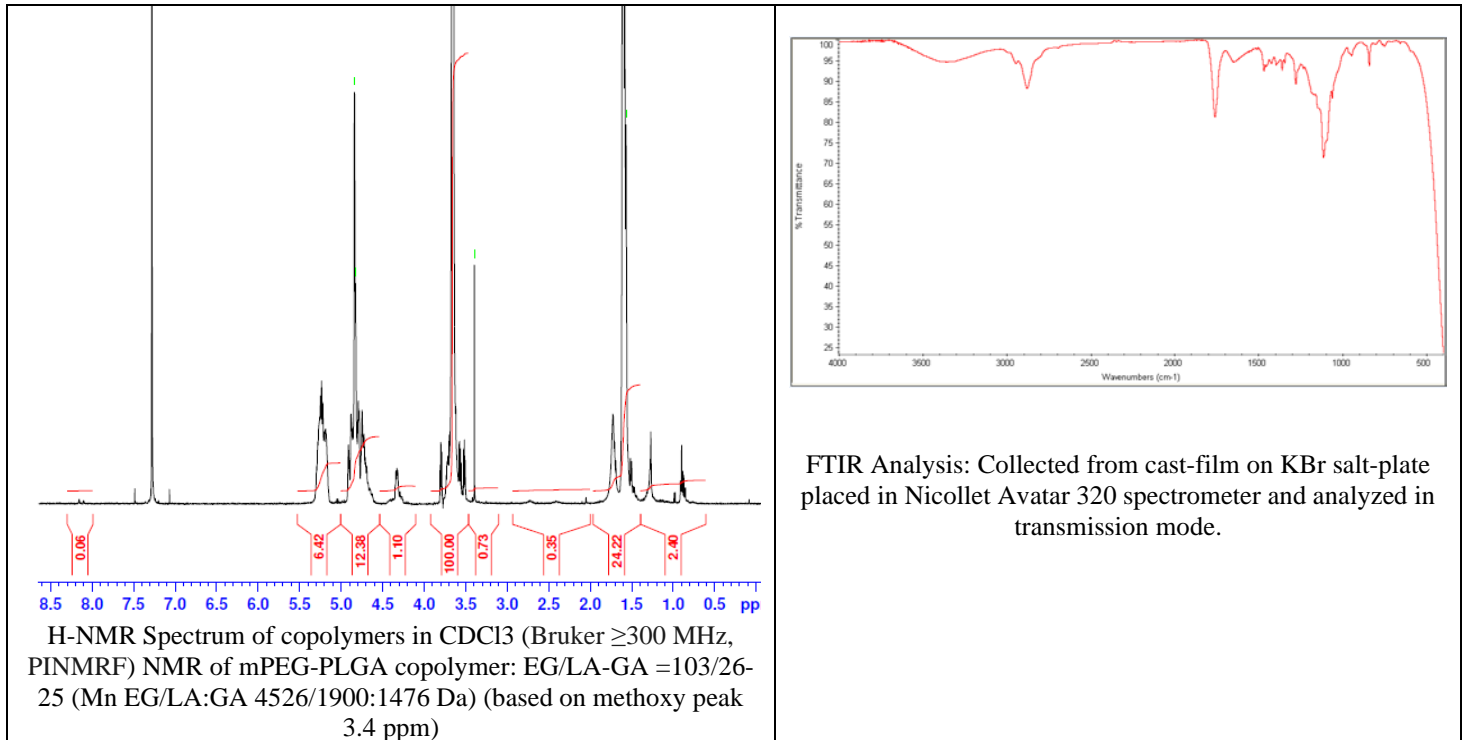 0.06
6.42
12.38
1.10
100.00
0.73
0.35
24.22
2.40
8.5 8.0 7.5 7.0 6.5 6.0 5.5 5.0 4.5 4.0 3.5 3.0 2.5 2.0 1.5 1.0 0.5 pp
H-NMR Spectrum of copolymers in CDCl3 (Bruker ≥300 MHz,
PINMRF) NMR of mPEG-PLGA copolymer: EG/LA-GA =103/26-
25 (Mn EG/LA:GA 4526/1900:1476 Da) (based on methoxy peak
3.4 ppm)
100
95
90
85
80
75
70
65
60
55
50
45
40
35
30
25
%Transmittance
4000 3500 3000 2500 2000 1500 1000 500
Wavenumbers (cm-1)
FTIR Analysis: Collected from cast-film on KBr salt-plate
placed in Nicollet Avatar 320 spectrometer and analyzed in
transmission mode.